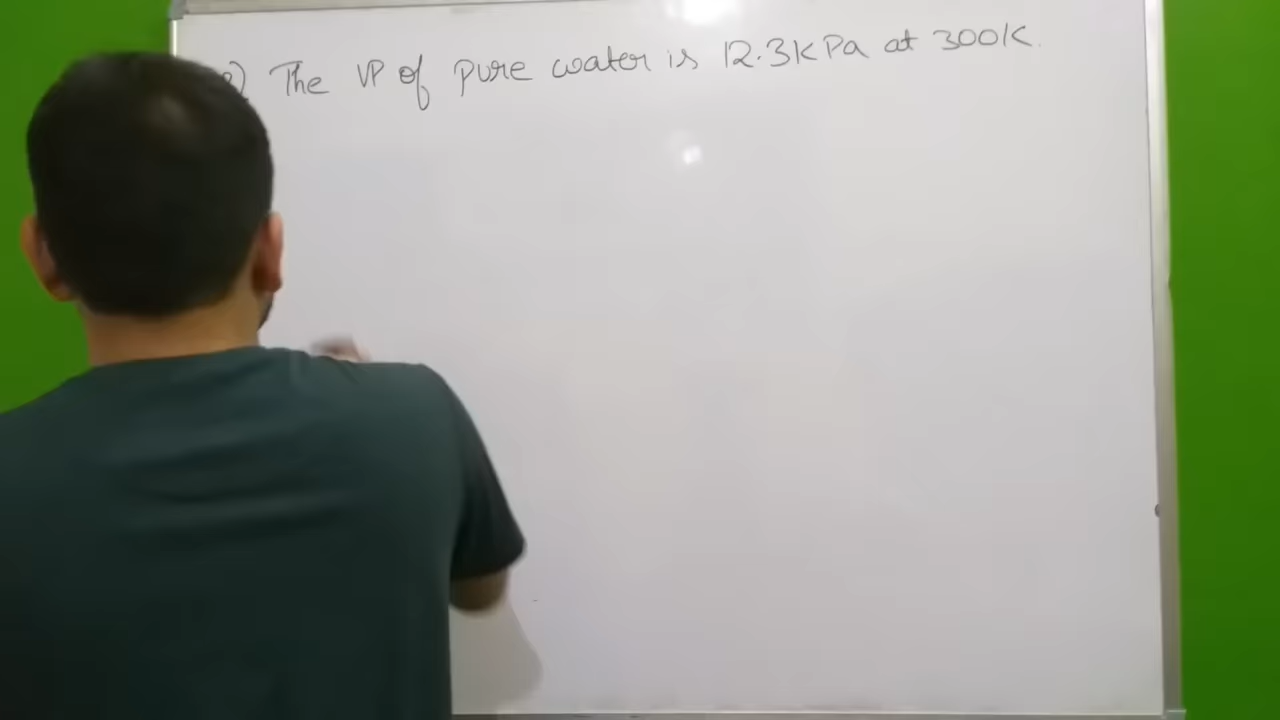 The VP of pure water is 12.3kPa at 300K.